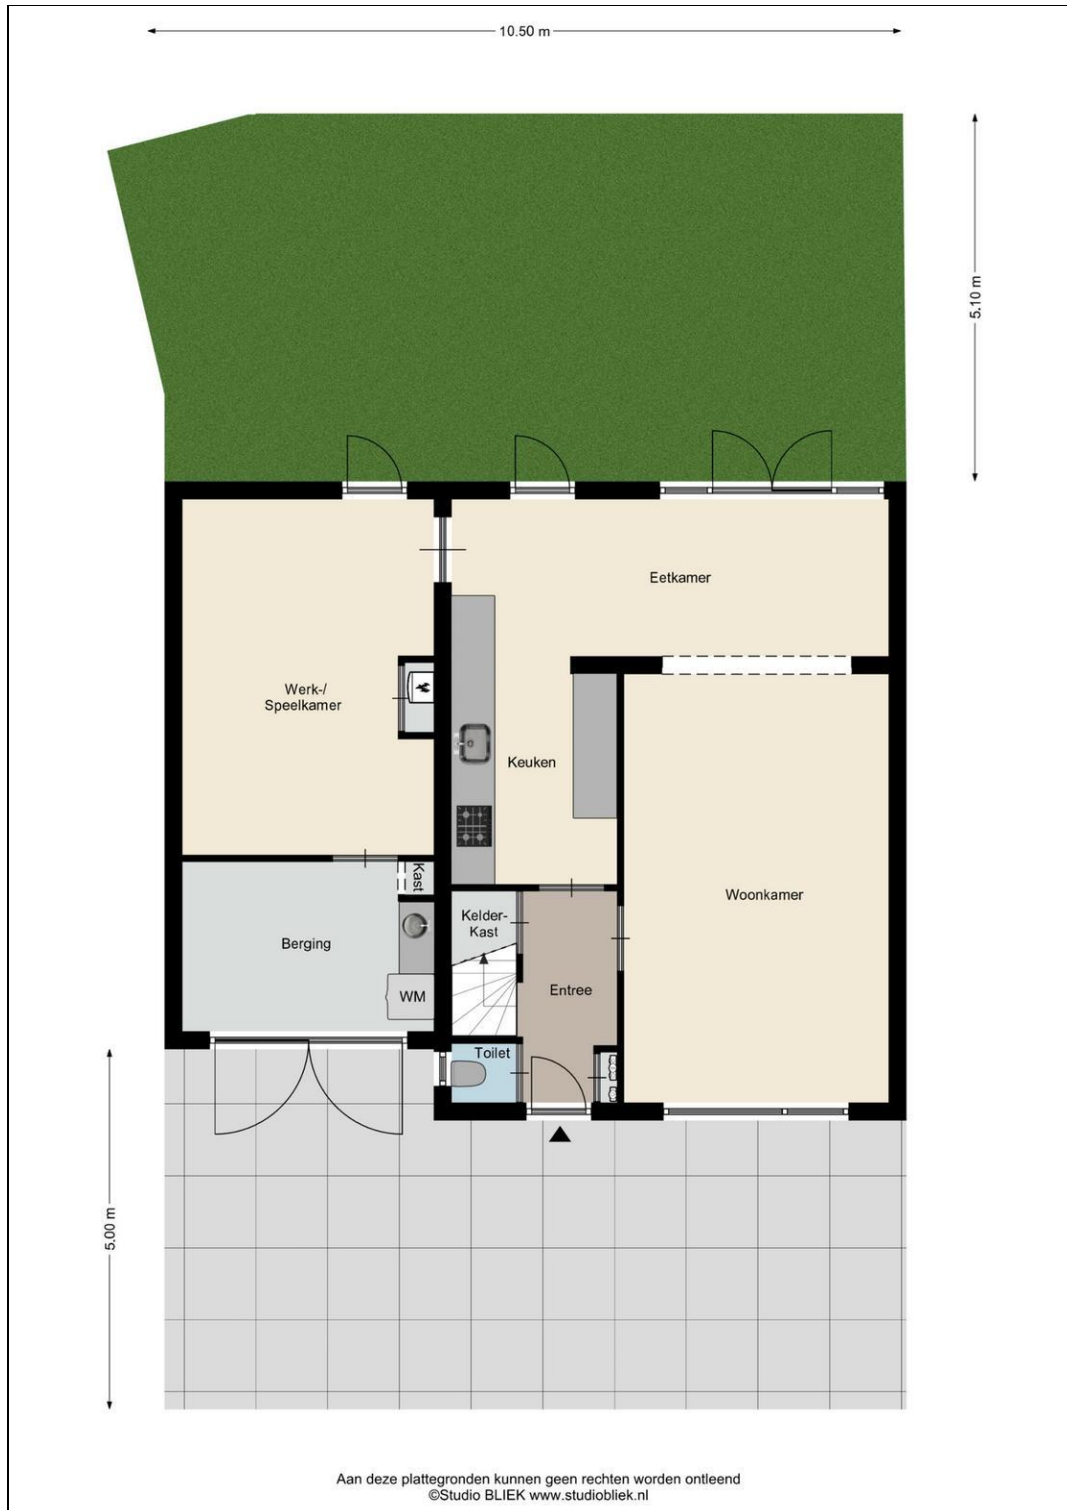 10.50 m
5.10 m
Eetkamer
Werk-/
Speelkamer
Keuken
Kast
Woonkamer
Kelder-
Kast
Berging
Entree
WM
Toilet
5.00 m
Aan deze plattegronden kunnen geen rechten worden ontleend
©Studio BLIEK www.studiobliek.nl